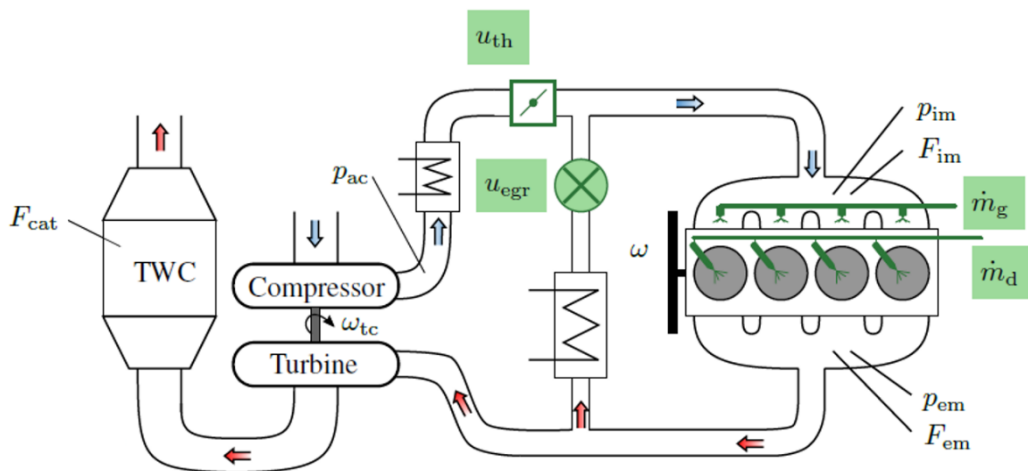 u_th
p_im
F_im
p_ac
u_egr
ṁ_g
F_cat
ω
TWC
Compressor
ṁ_d
ω_tc
Turbine
p_em
F_em